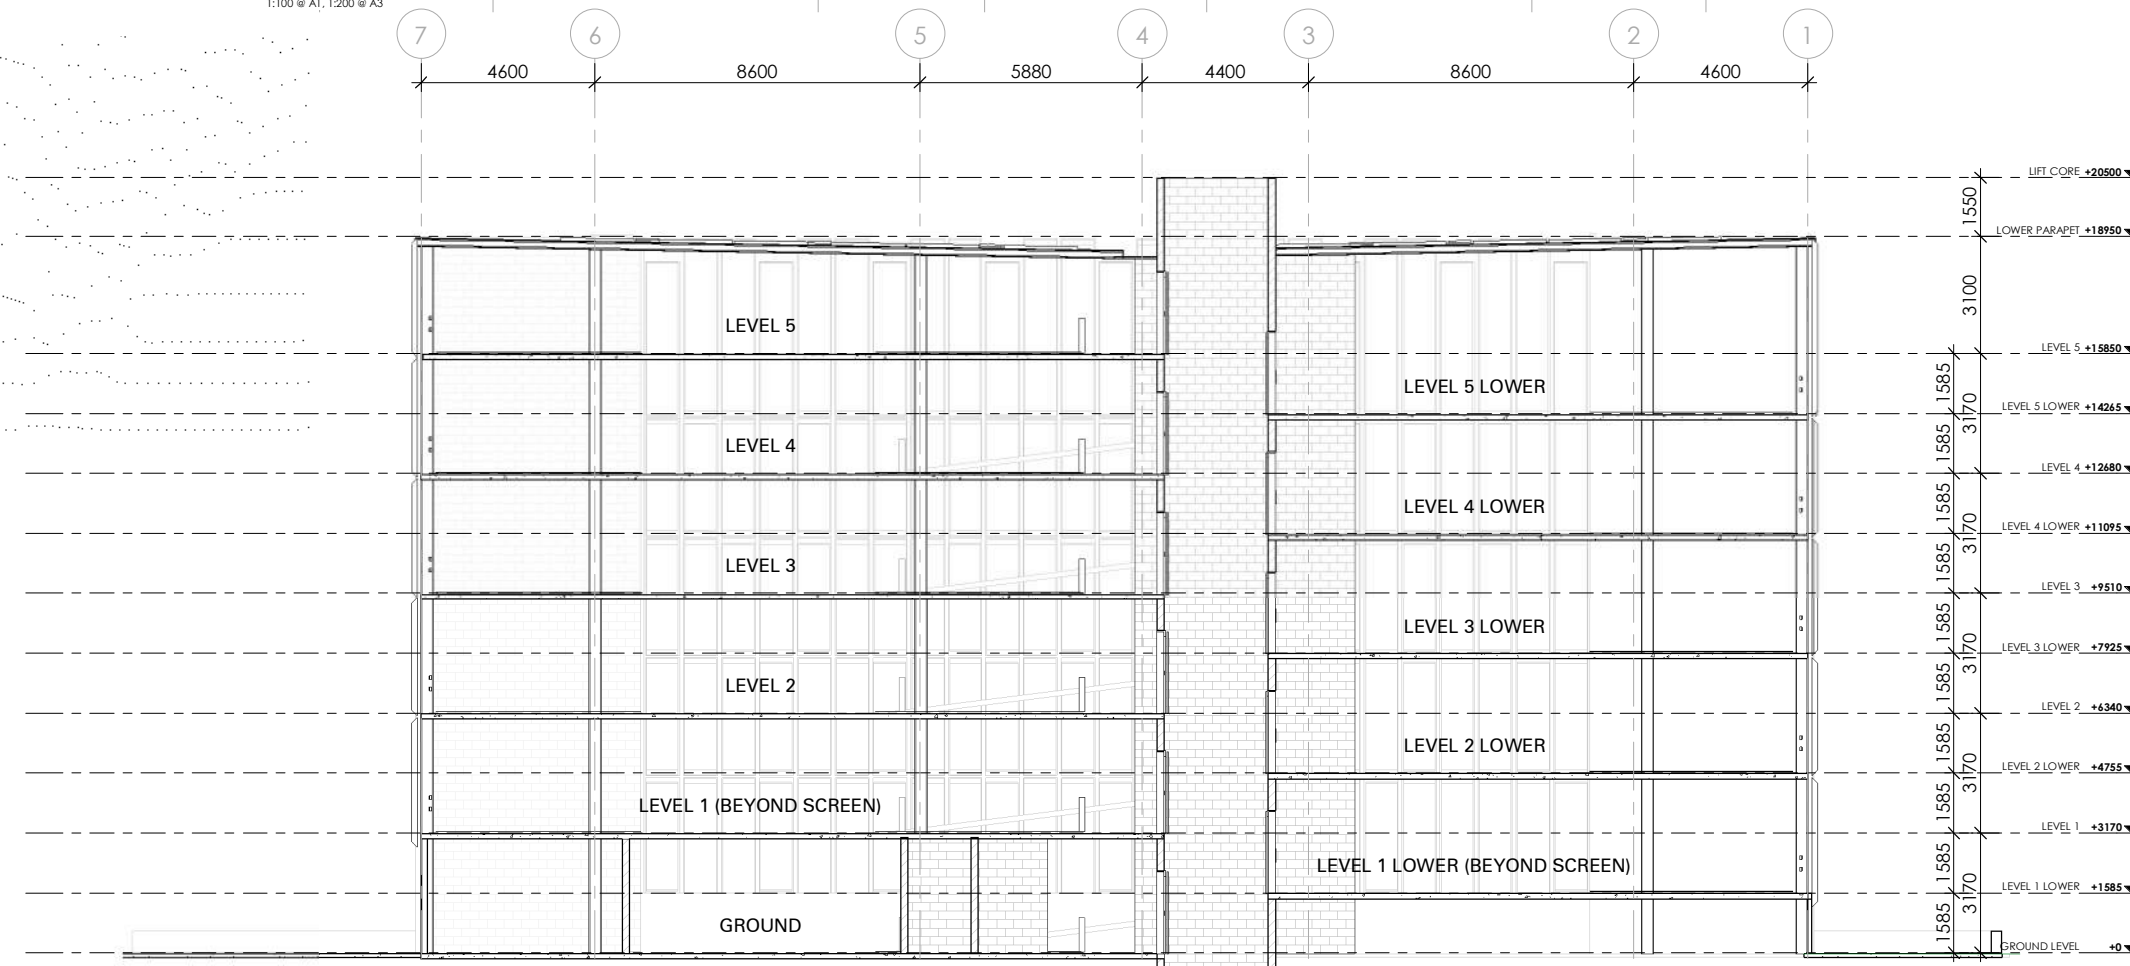 1:100 @ A1, 1:200 @ A3
7 6 5 4 3 2 1
4600 8600 5880 4400 8600 4600
LIFT CORE +20500
1550
LOWER PARAPET +18950
3100
LEVEL 5
LEVEL 5 +15850
1585
LEVEL 5 LOWER
3170
LEVEL 5 LOWER +14265
LEVEL 4
1585
LEVEL 4 +12680
1585
LEVEL 4 LOWER
3170
LEVEL 4 LOWER +11095
LEVEL 3
1585
LEVEL 3 +9510
1585
LEVEL 3 LOWER
3170
LEVEL 3 LOWER +7925
LEVEL 2
1585
LEVEL 2 +6340
1585
LEVEL 2 LOWER
3170
LEVEL 2 LOWER +4755
LEVEL 1 (BEYOND SCREEN)
1585
LEVEL 1 +3170
1585
LEVEL 1 LOWER (BEYOND SCREEN)
3170
LEVEL 1 LOWER +1585
GROUND
1585
GROUND LEVEL +0